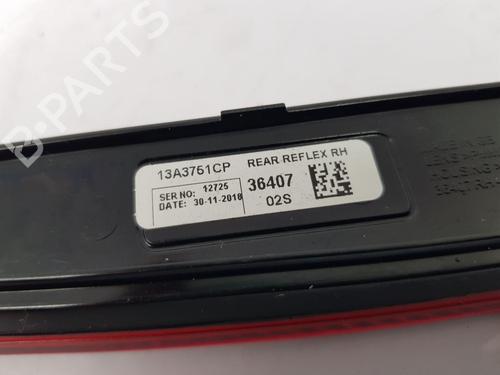 B-PARTS
13A3751CP REAR REFLEX RH
SER NO: 12725 36407
DATE: 30-11-2018 02S